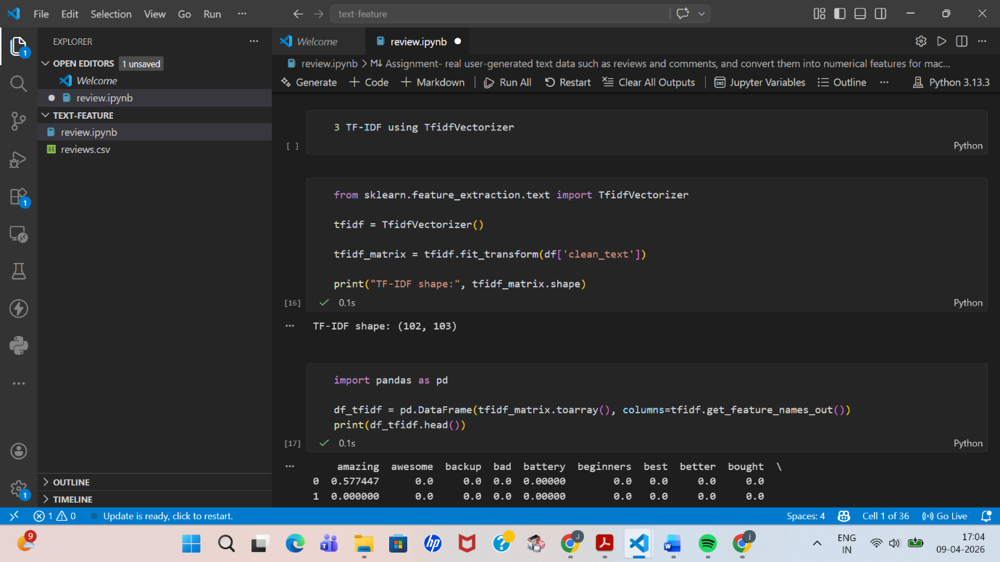 File Edit Selection View Go Run ···
text-feature
EXPLORER
Welcome
review.ipynb
OPEN EDITORS 1 unsaved
Welcome
review.ipynb
TEXT-FEATURE
review.ipynb
reviews.csv
OUTLINE
TIMELINE
1
1
1
review.ipynb > M↓ Assignment- real user-generated text data such as reviews and comments, and convert them into numerical features for mac...
Generate + Code + Markdown Run All Restart Clear All Outputs Jupyter Variables Outline ··· Python 3.13.3
3 TF-IDF using TfidfVectorizer
[ ]
Python
from sklearn.feature_extraction.text import TfidfVectorizer
tfidf = TfidfVectorizer()
tfidf_matrix = tfidf.fit_transform(df['clean_text'])
print("TF-IDF shape:", tfidf_matrix.shape)
[16] 0.1s Python
TF-IDF shape: (102, 103)
import pandas as pd
df_tfidf = pd.DataFrame(tfidf_matrix.toarray(), columns=tfidf.get_feature_names_out())
print(df_tfidf.head())
[17] 0.1s Python
amazing awesome backup bad battery beginners best better bought \
0 0.577447 0.0 0.0 0.0 0.00000 0.0 0.0 0.0 0.0
1 0.000000 0.0 0.0 0.0 0.00000 0.0 0.0 0.0 0.0
1 0 Update is ready, click to restart. Spaces: 4 Cell 1 of 36 Go Live
9
hp
J
J
ENG
IN
17:04
09-04-2026